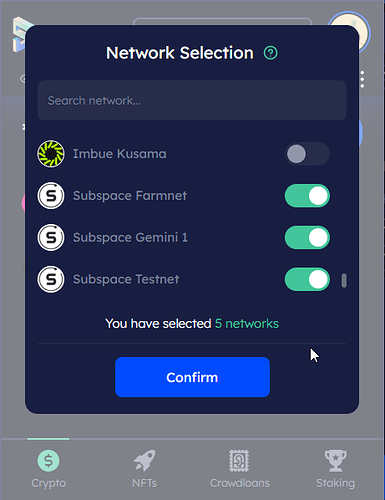 Network Selection
Search network...
Imbue Kusama
Subspace Farmnet
Subspace Gemini 1
Subspace Testnet
You have selected 5 networks
Confirm
Crypto
NFTs
Crowdloans
Staking